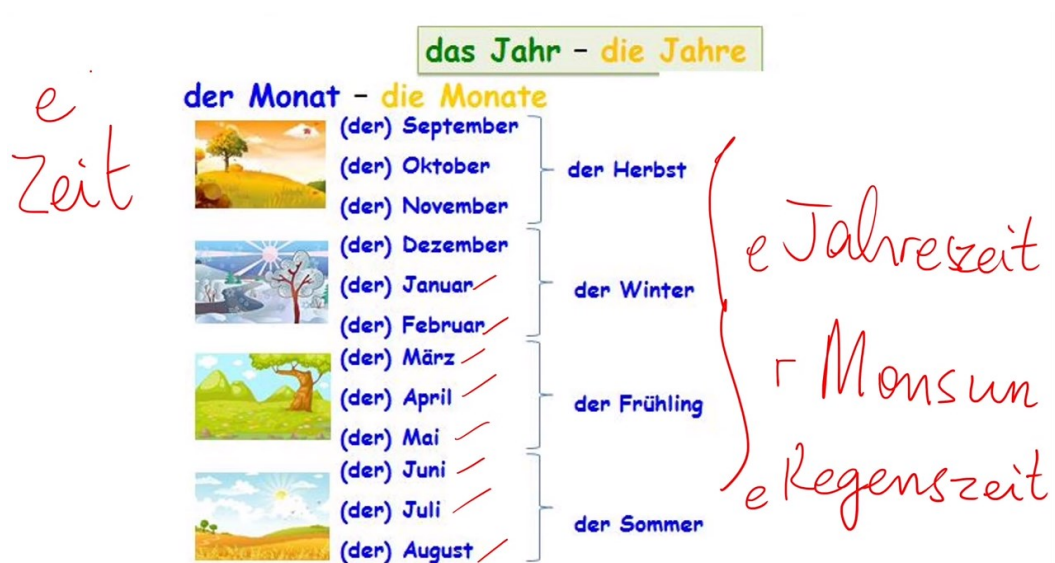 das Jahr - die Jahre
der Monat - die Monate
e
Zeit
(der) September
(der) Oktober
(der) November
der Herbst
(der) Dezember
(der) Januar
(der) Februar
der Winter
(der) März
(der) April
(der) Mai
der Frühling
(der) Juni
(der) Juli
(der) August
der Sommer
e Jahreszeit
r Monsun
e Regenszeit